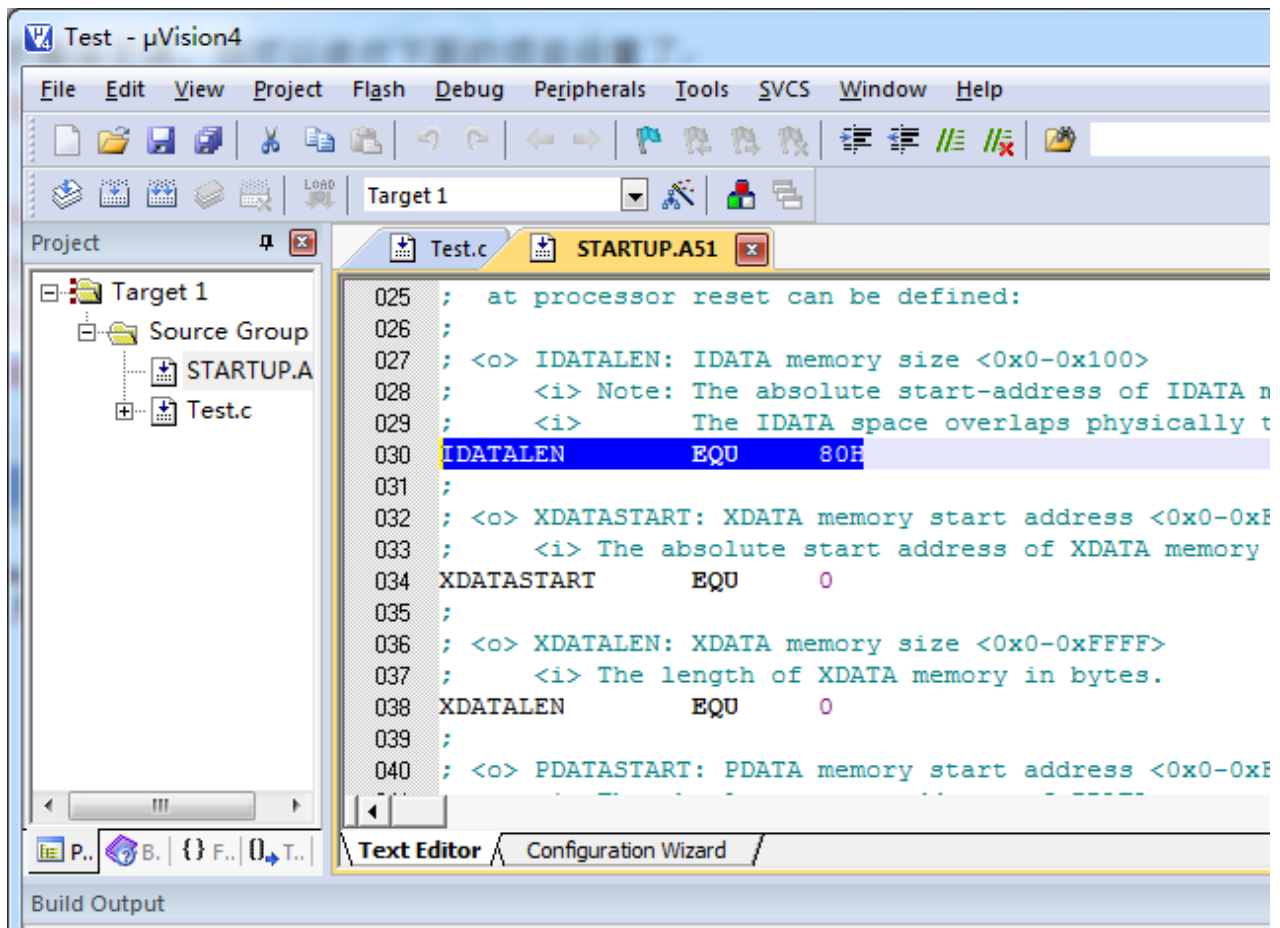 Test - µVision4
File Edit View Project Flash Debug Peripherals Tools SVCS Window Help
LOAD Target 1
Project
Test.c STARTUP.A51
Target 1
Source Group
STARTUP.A
Test.c
025 ;  at processor reset can be defined:
026 ;
027 ; <o> IDATALEN: IDATA memory size <0x0-0x100>
028 ;     <i> Note: The absolute start-address of IDATA
029 ;     <i>       The IDATA space overlaps physically
030 IDATALEN        EQU     80H
031 ;
032 ; <o> XDATASTART: XDATA memory start address <0x0-0x
033 ;     <i> The absolute start address of XDATA memory
034 XDATASTART      EQU     0
035 ;
036 ; <o> XDATALEN: XDATA memory size <0x0-0xFFFF>
037 ;     <i> The length of XDATA memory in bytes.
038 XDATALEN        EQU     0
039 ;
040 ; <o> PDATASTART: PDATA memory start address <0x0-0x
P.. B. {} F.. T..
Text Editor Configuration Wizard
Build Output